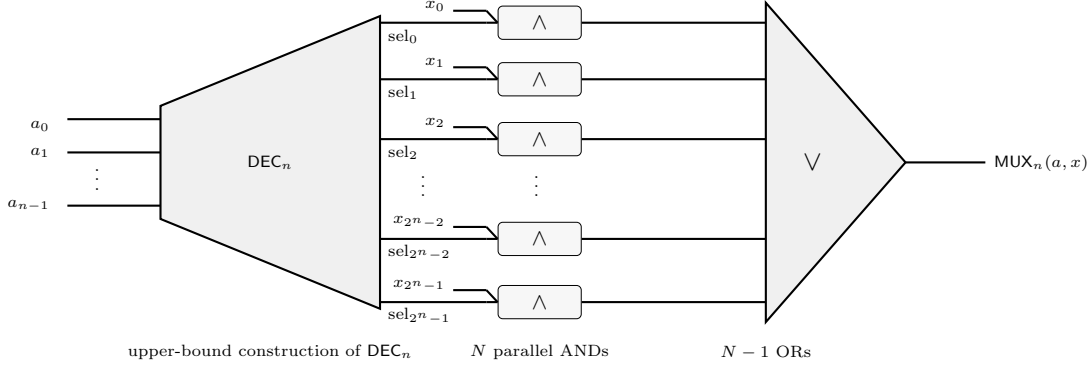 x_0
∧
sel_0
x_1
∧
sel_1
a_0
x_2
∧
sel_2
a_1
DEC_n
∨
MUX_n(a, x)
⋮
⋮
⋮
a_{n−1}
x_{2^n−2}
∧
sel_{2^n−2}
x_{2^n−1}
∧
sel_{2^n−1}
upper-bound construction of DEC_n
N parallel ANDs
N − 1 ORs